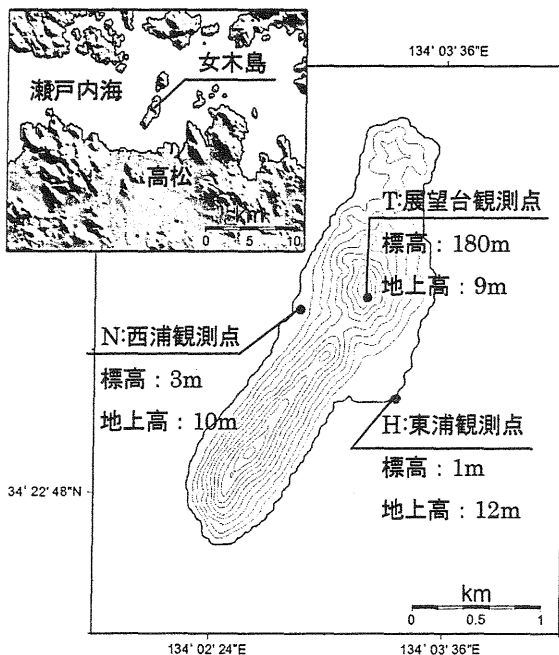 134˚ 03' 36"E
女木島
瀬戸内海
高松
km
0 5 10
T:展望台観測点
標高：180m
地上高：9m
N:西浦観測点
標高：3m
地上高：10m
H:東浦観測点
標高：1m
地上高：12m
34˚ 22' 48"N
km
0 0.5 1
134˚ 02' 24"E
134˚ 03' 36"E